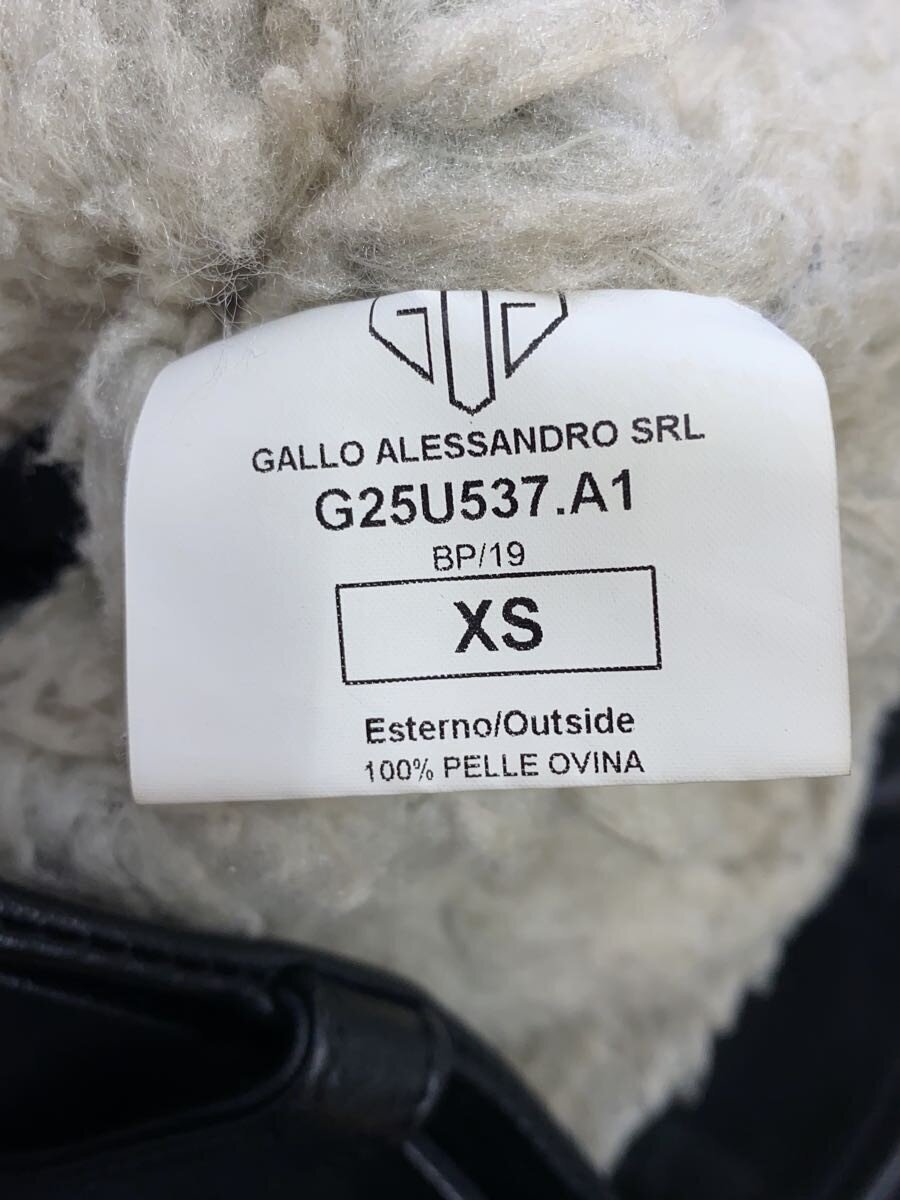 GALLO ALESSANDRO SRL
G25U537.A1
BP/19
XS
Esterno/Outside
100% PELLE OVINA